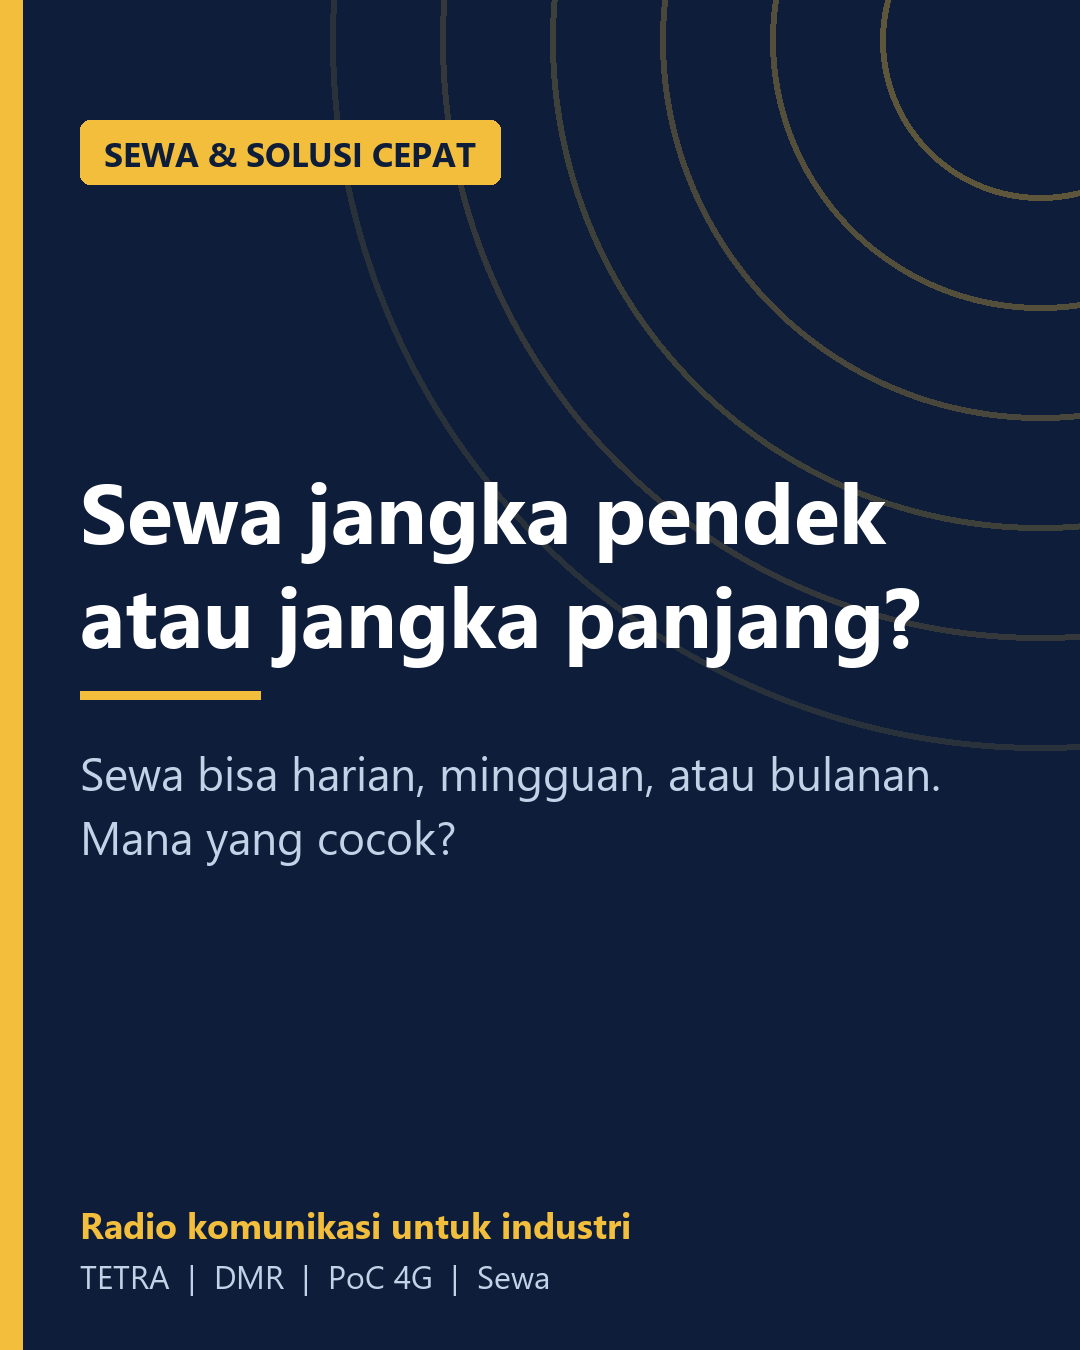 SEWA & SOLUSI CEPAT
Sewa jangka pendek
atau jangka panjang?
Sewa bisa harian, mingguan, atau bulanan.
Mana yang cocok?
Radio komunikasi untuk industri
TETRA | DMR | PoC 4G | Sewa